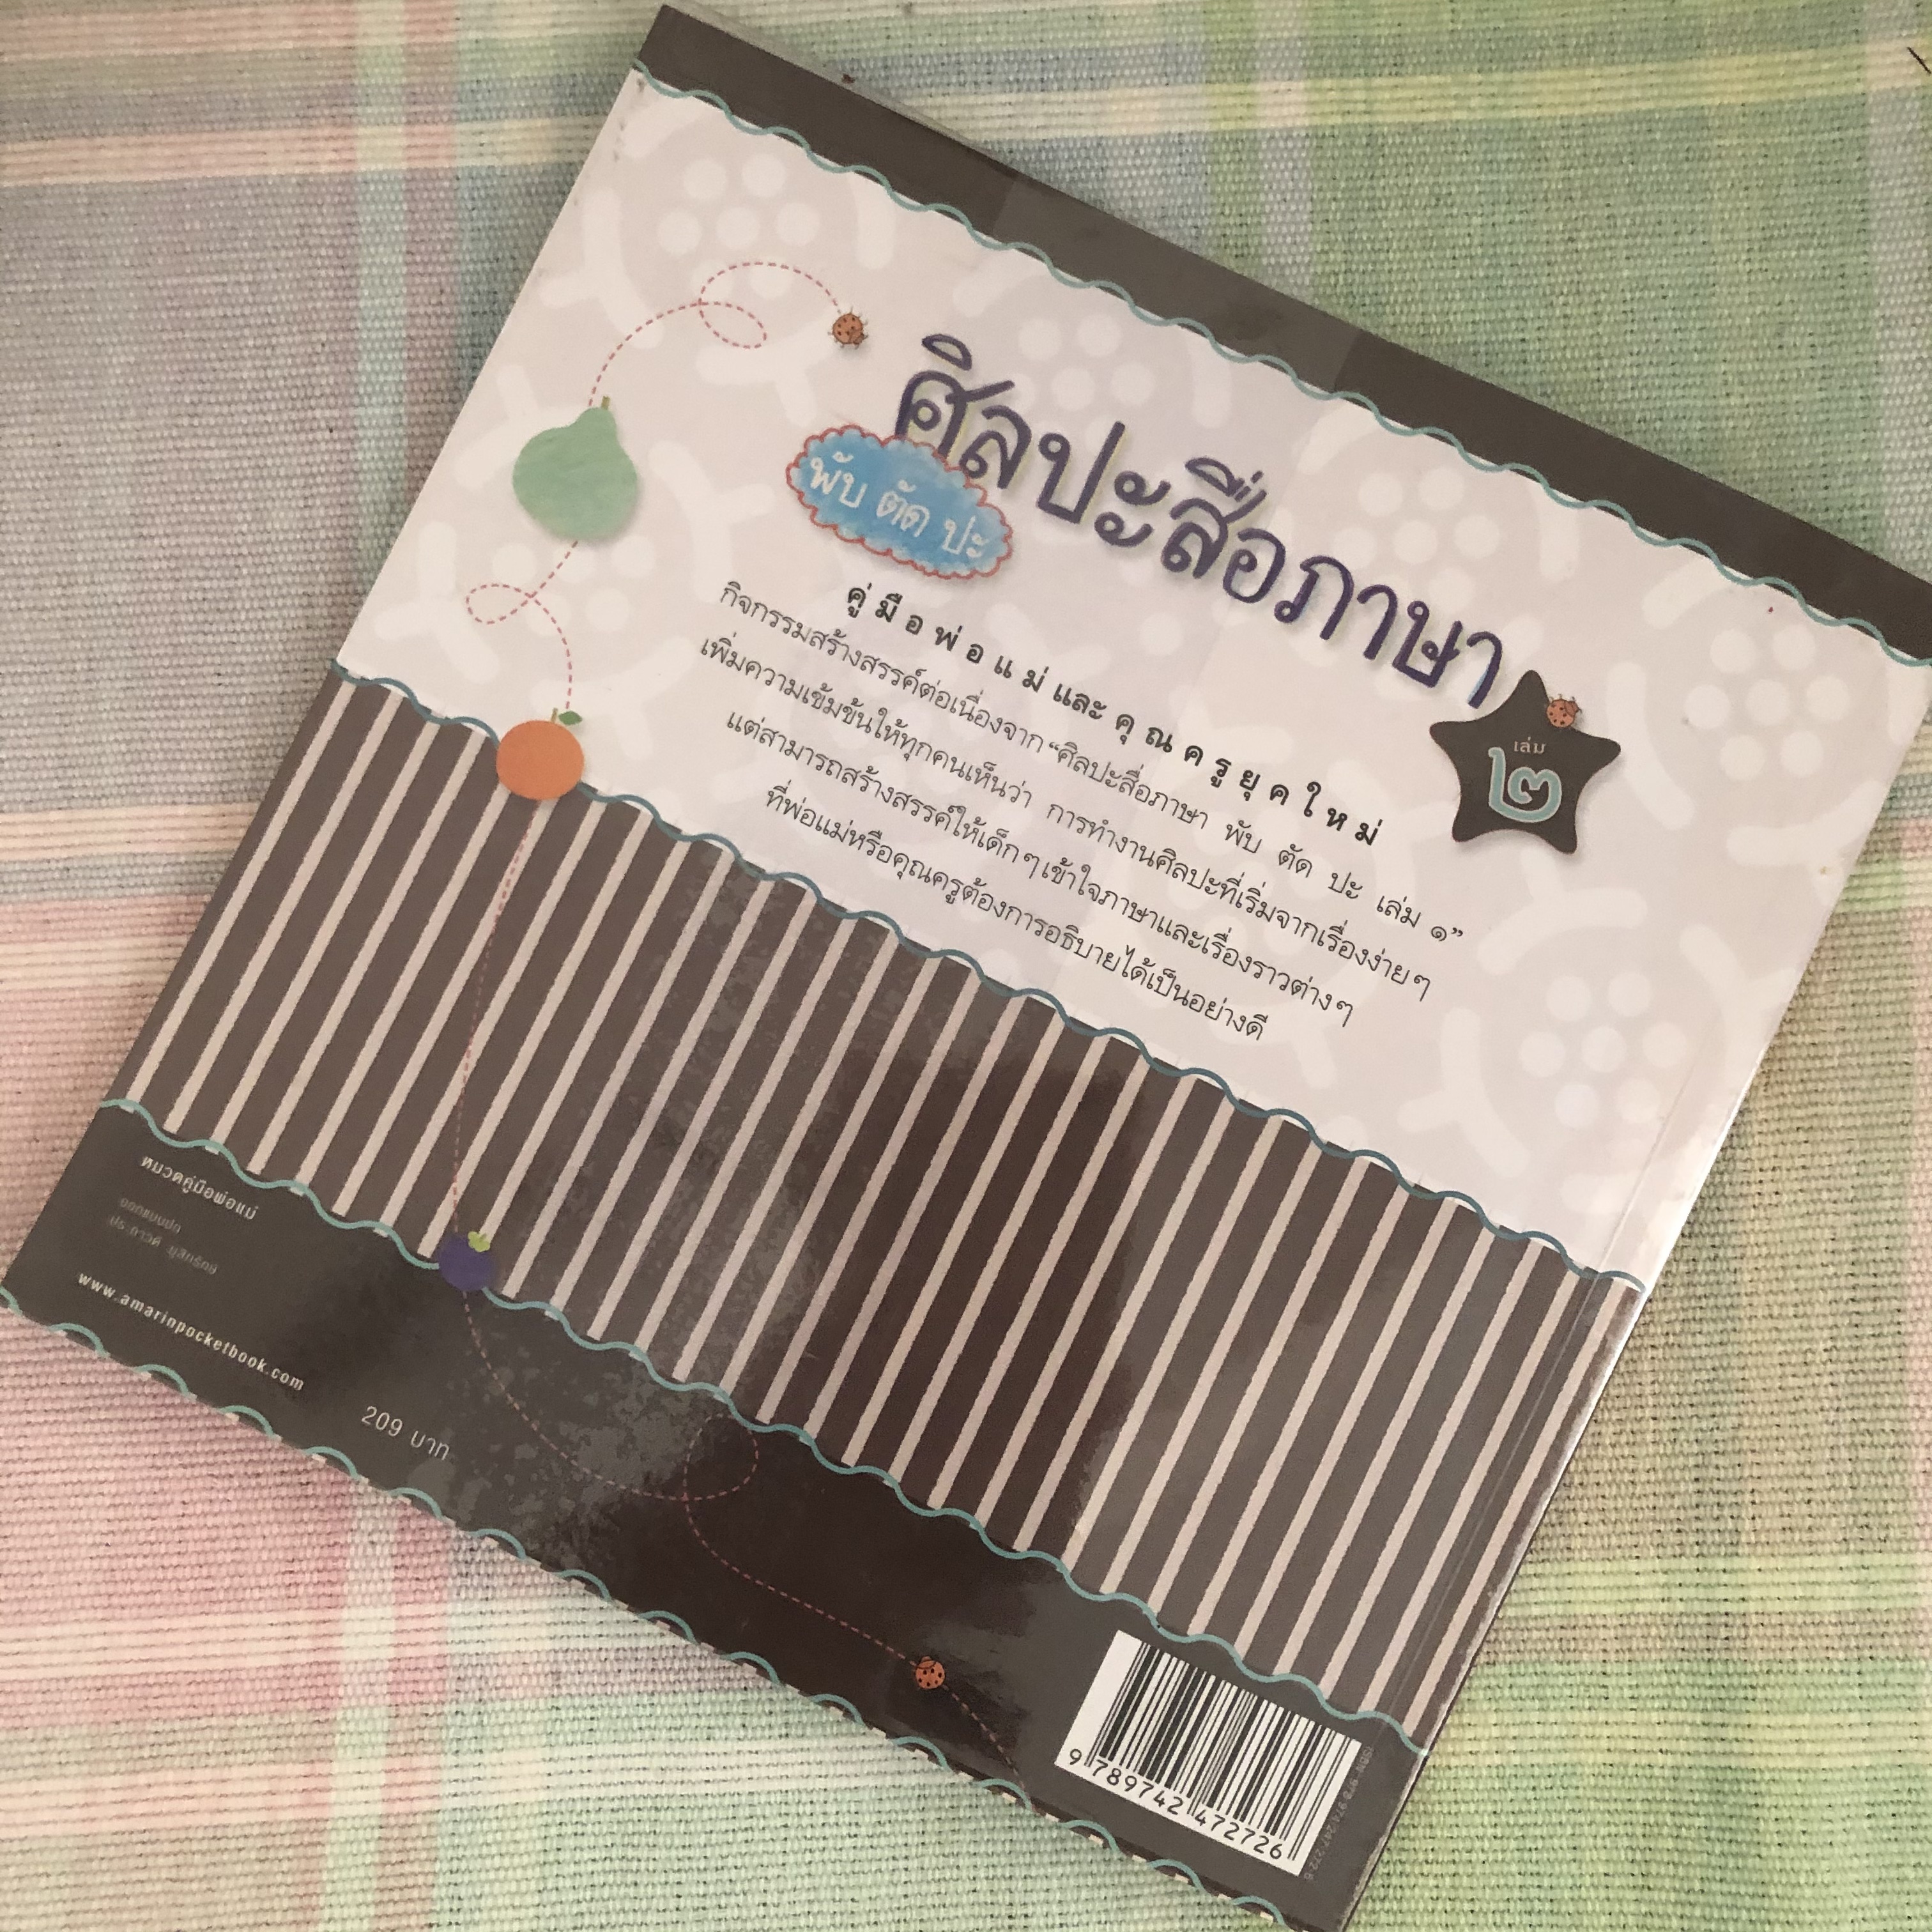 ศิลปะสื่อภาษา
พับ ตัด ปะ
เล่ม
๒
คู่มือพ่อแม่และคุณครูยุคใหม่
กิจกรรมสร้างสรรค์ต่อเนื่องจาก “ศิลปะสื่อภาษา พับ ตัด ปะ เล่ม ๑”
เพิ่มความเข้มข้นให้ทุกคนเห็นว่า การทำงานศิลปะที่เริ่มจากเรื่องง่ายๆ
แต่สามารถสร้างสรรค์ให้เด็กๆ เข้าใจภาษาและเรื่องราวต่างๆ
ที่พ่อแม่หรือคุณครูต้องการอธิบายได้เป็นอย่างดี
หมวดคู่มือพ่อแม่
ออกแบบปก
www.amarinpocketbook.com
209 บาท
9 789742 472726